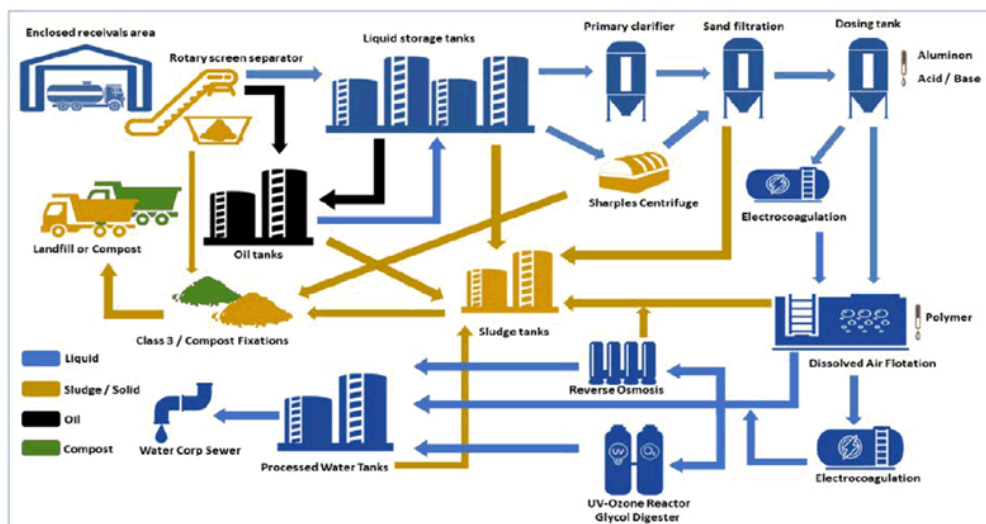 Enclosed receivals area
Rotary screen separator
Liquid storage tanks
Primary clarifier
Sand filtration
Dosing tank
Aluminon
Acid / Base
Sharples Centrifuge
Electrocoagulation
Landfill or Compost
Oil tanks
Class 3 / Compost Fixations
Sludge tanks
Polymer
Dissolved Air Flotation
Liquid
Sludge / Solid
Oil
Compost
Reverse Osmosis
Water Corp Sewer
Processed Water Tanks
UV
UV-Ozone Reactor
Glycol Digester
Electrocoagulation